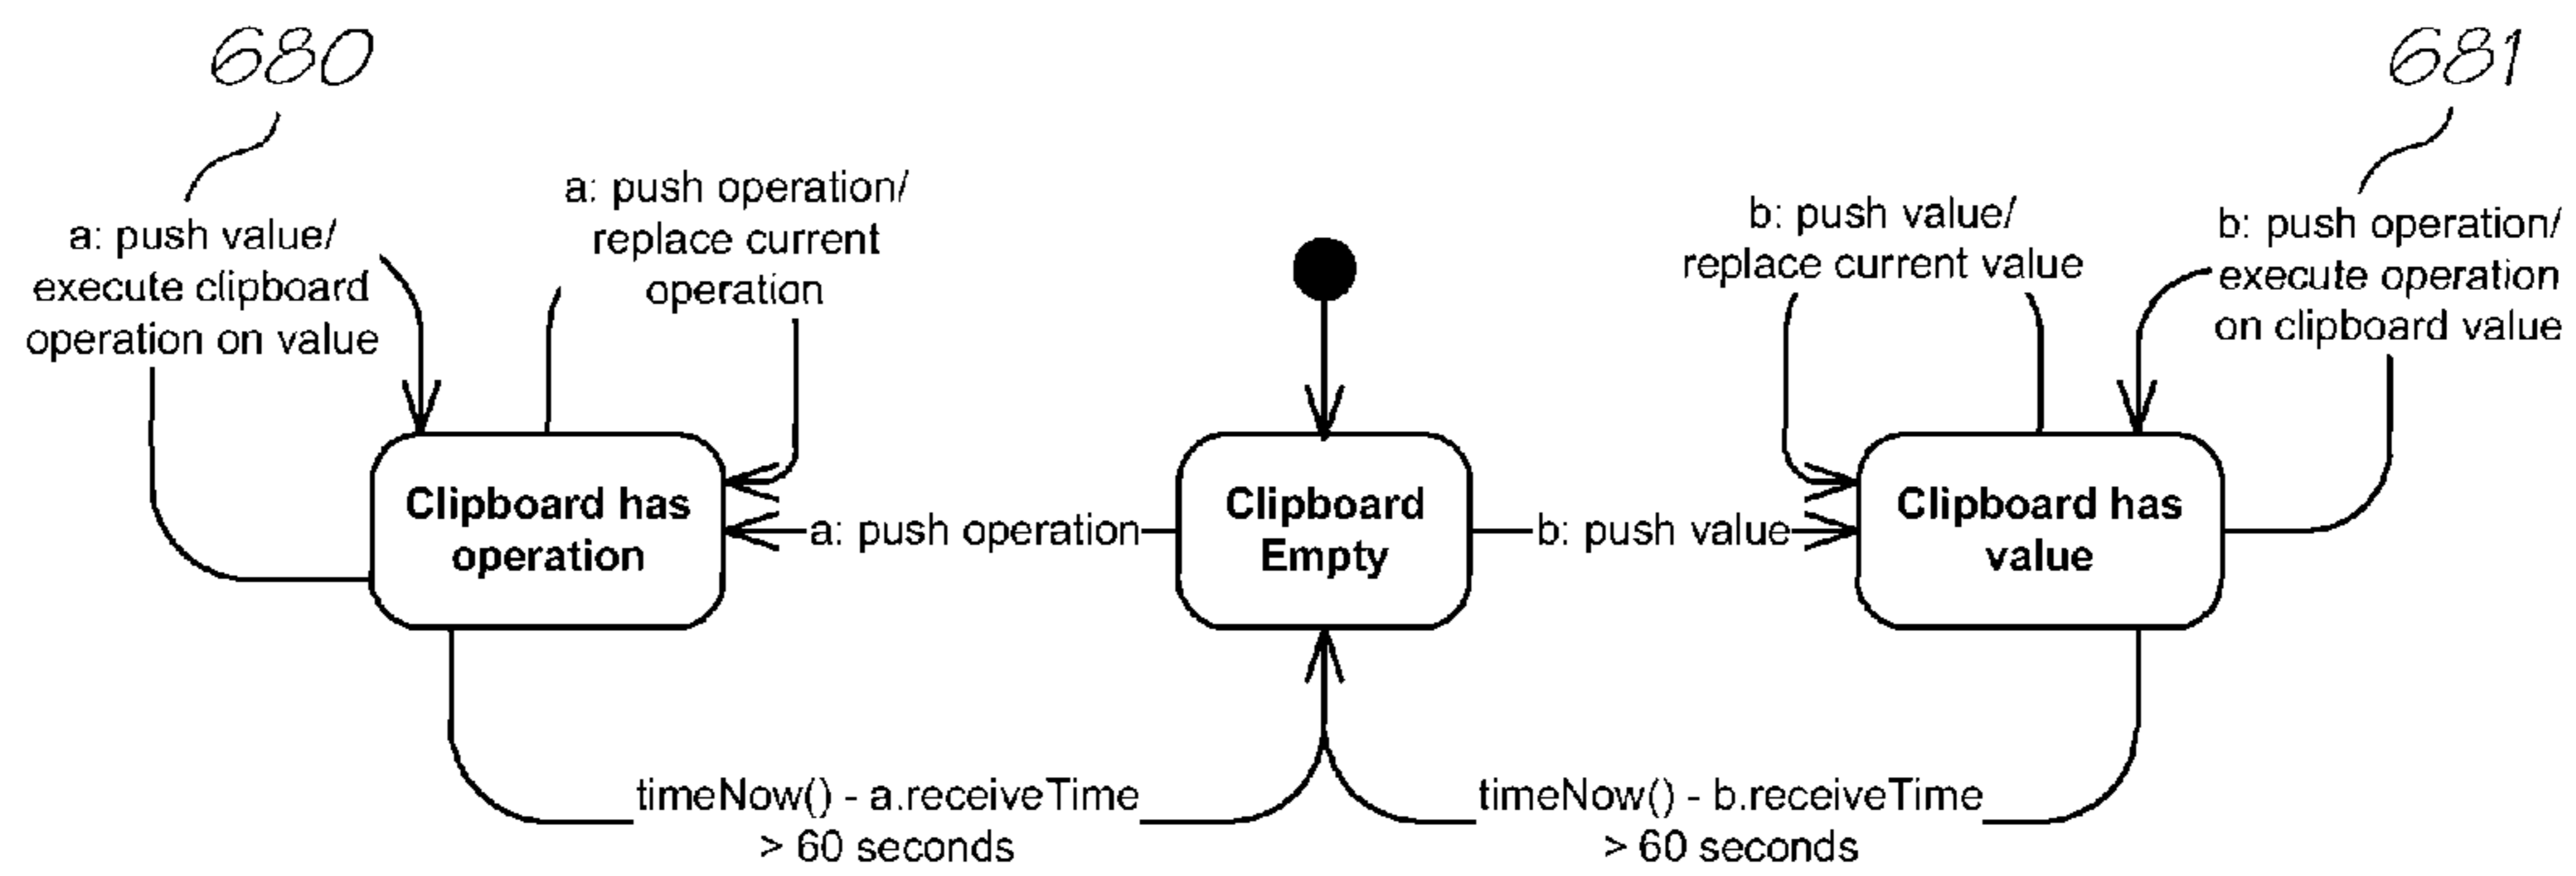 680
681
a: push value/
execute clipboard
operation on value
a: push operation/
replace current
operation
b: push value/
replace current value
b: push operation/
execute operation
on clipboard value
Clipboard has
operation
a: push operation
Clipboard
Empty
b: push value
Clipboard has
value
timeNow() - a.receiveTime
> 60 seconds
timeNow() - b.receiveTime
> 60 seconds